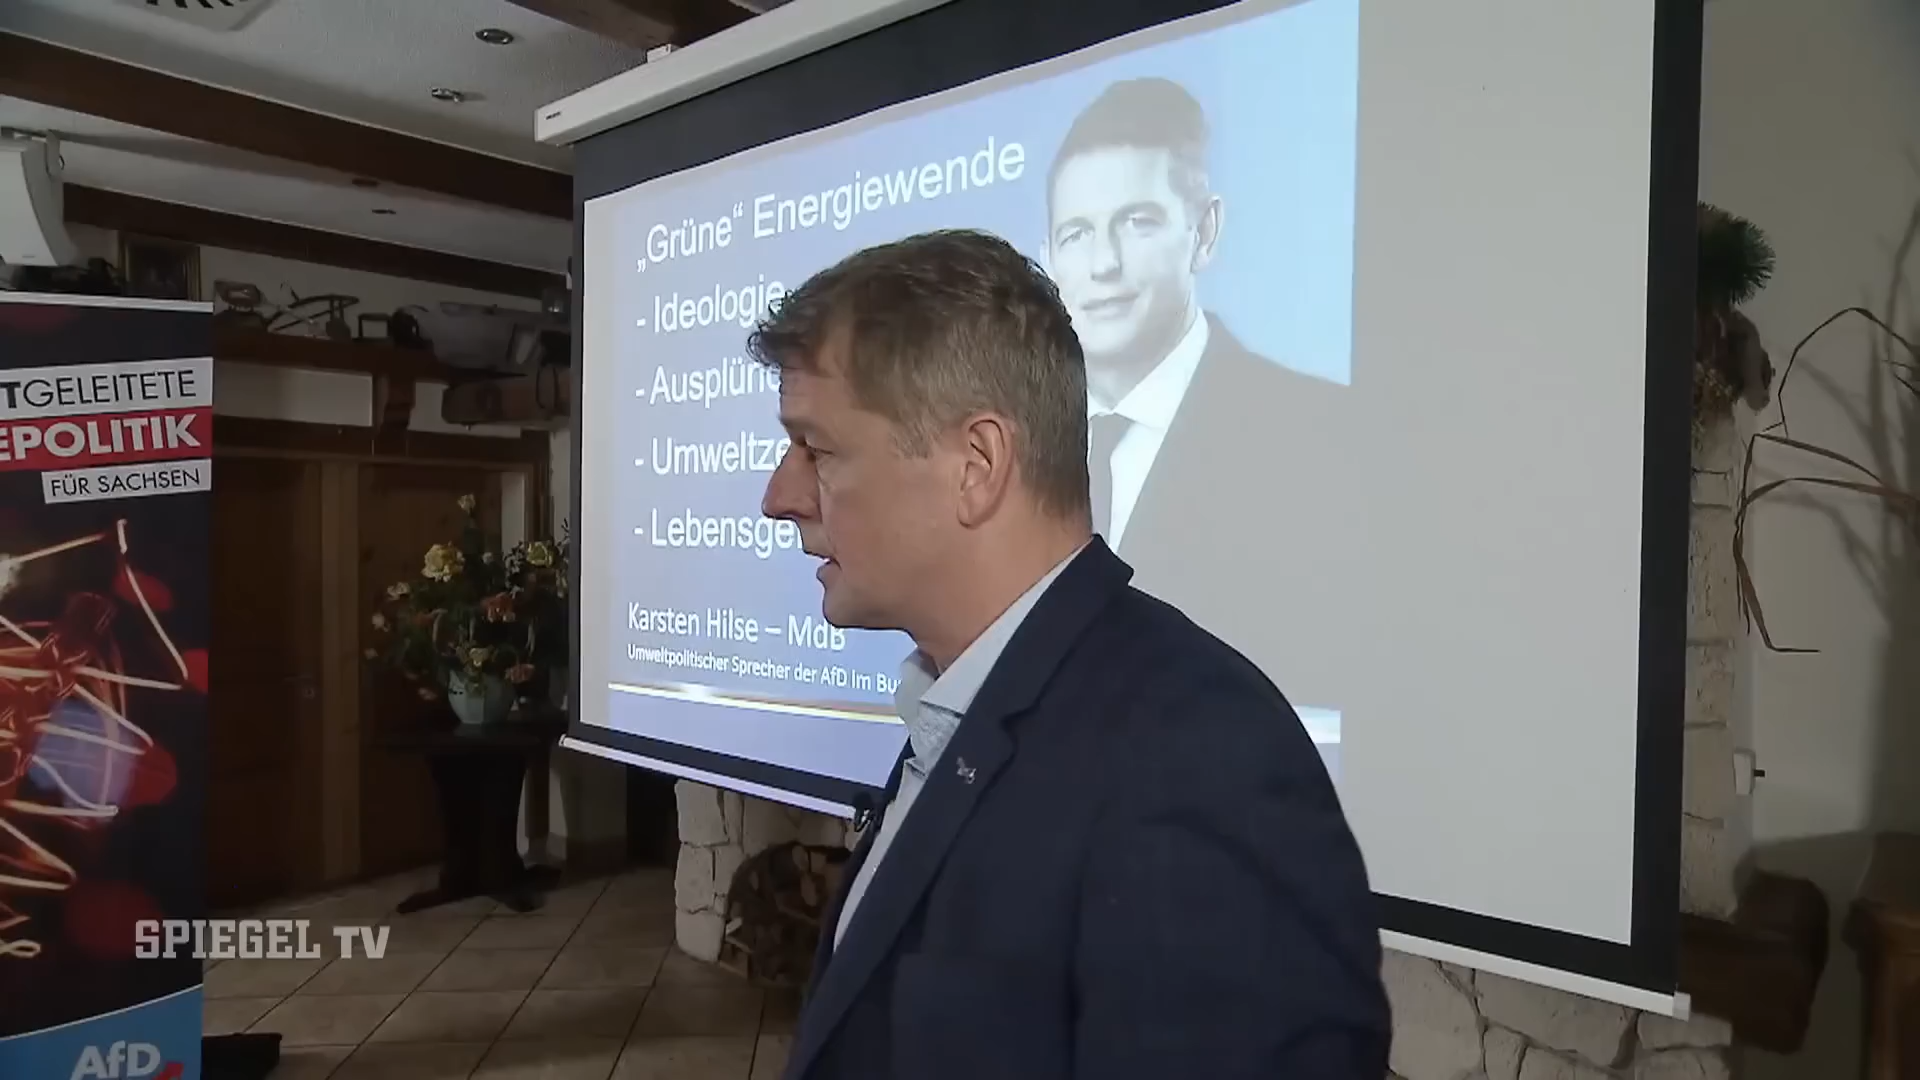 „Grüne“ Energiewende
- Ideologie
- Ausplünd
- Umweltze
- Lebensge
Karsten Hilse – MdB
Umweltpolitischer Sprecher der AfD im Bu
TGELEITETE
EPOLITIK
FÜR SACHSEN
SPIEGEL TV
AfD